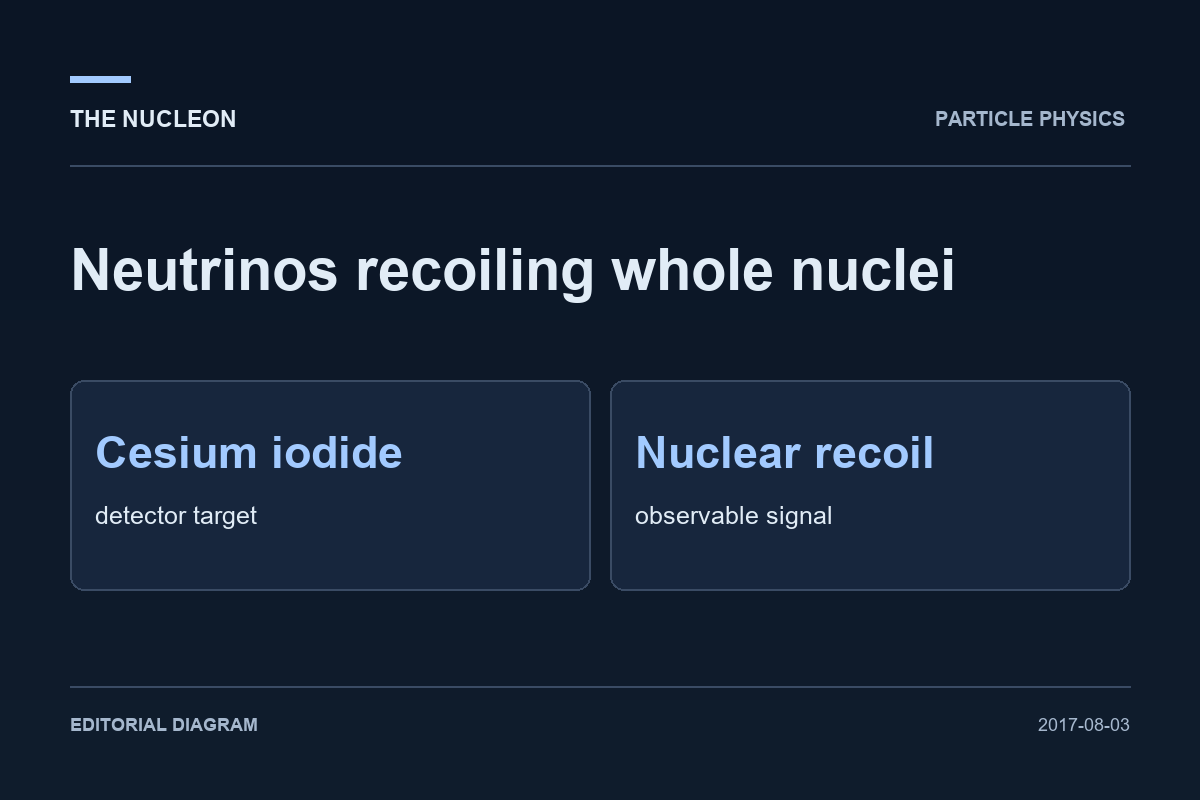 THE NUCLEON
PARTICLE PHYSICS
Neutrinos recoiling whole nuclei
Cesium iodide
detector target
Nuclear recoil
observable signal
EDITORIAL DIAGRAM
2017-08-03